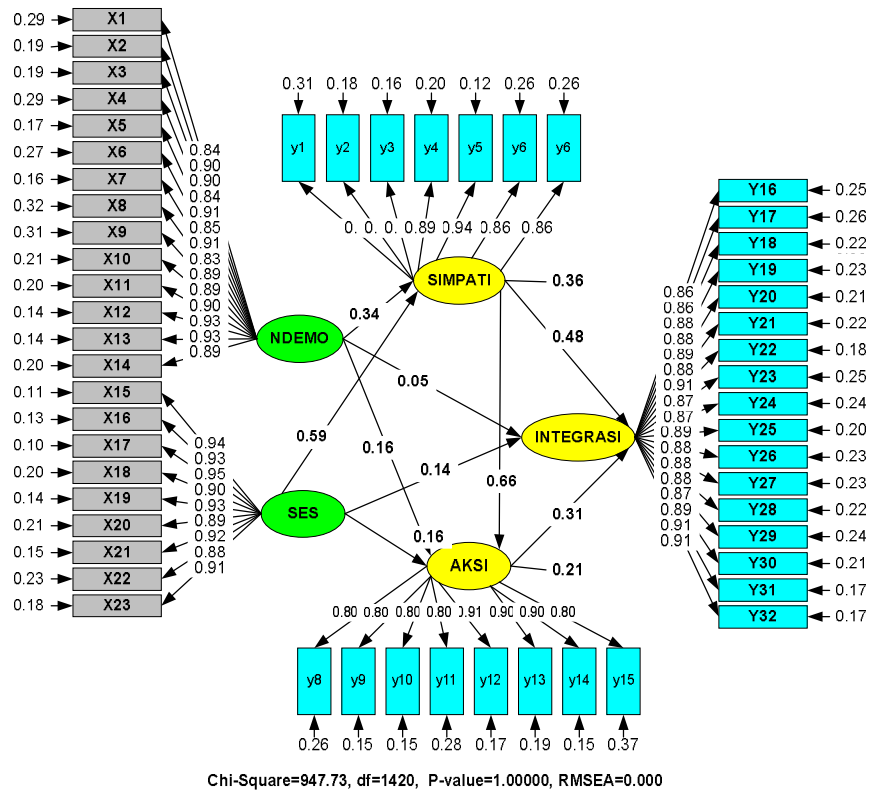 0.29 X1
0.19 X2
0.19 X3
0.29 X4
0.17 X5
0.27 X6
0.16 X7
0.32 X8
0.31 X9
0.21 X10
0.20 X11
0.14 X12
0.14 X13
0.20 X14
0.11 X15
0.13 X16
0.10 X17
0.20 X18
0.14 X19
0.21 X20
0.15 X21
0.23 X22
0.18 X23
0.84
0.90
0.90
0.84
0.91
0.85
0.91
0.83
0.89
0.89
0.90
0.93
0.93
0.89
0.94
0.93
0.95
0.90
0.93
0.89
0.92
0.88
0.91
NDEMO
SES
0.31 0.18 0.16 0.20 0.12 0.26 0.26
y1 y2 y3 y4 y5 y6 y6
0. 0. 0. 0.89 0.94 0.86 0.86
SIMPATI
0.36
0.34
0.48
0.05
0.59
0.16
0.14
INTEGRASI
0.66
0.31
0.16
AKSI
0.21
0.80 0.80 0.80 0.80 0.91 0.90 0.90 0.80
y8 y9 y10 y11 y12 y13 y14 y15
0.26 0.15 0.15 0.28 0.17 0.19 0.15 0.37
0.86
0.86
0.88
0.88
0.89
0.88
0.91
0.87
0.87
0.89
0.88
0.88
0.88
0.87
0.89
0.91
0.91
Y16 0.25
Y17 0.26
Y18 0.22
Y19 0.23
Y20 0.21
Y21 0.22
Y22 0.18
Y23 0.25
Y24 0.24
Y25 0.20
Y26 0.23
Y27 0.23
Y28 0.22
Y29 0.24
Y30 0.21
Y31 0.17
Y32 0.17
Chi-Square=947.73, df=1420, P-value=1.00000, RMSEA=0.000